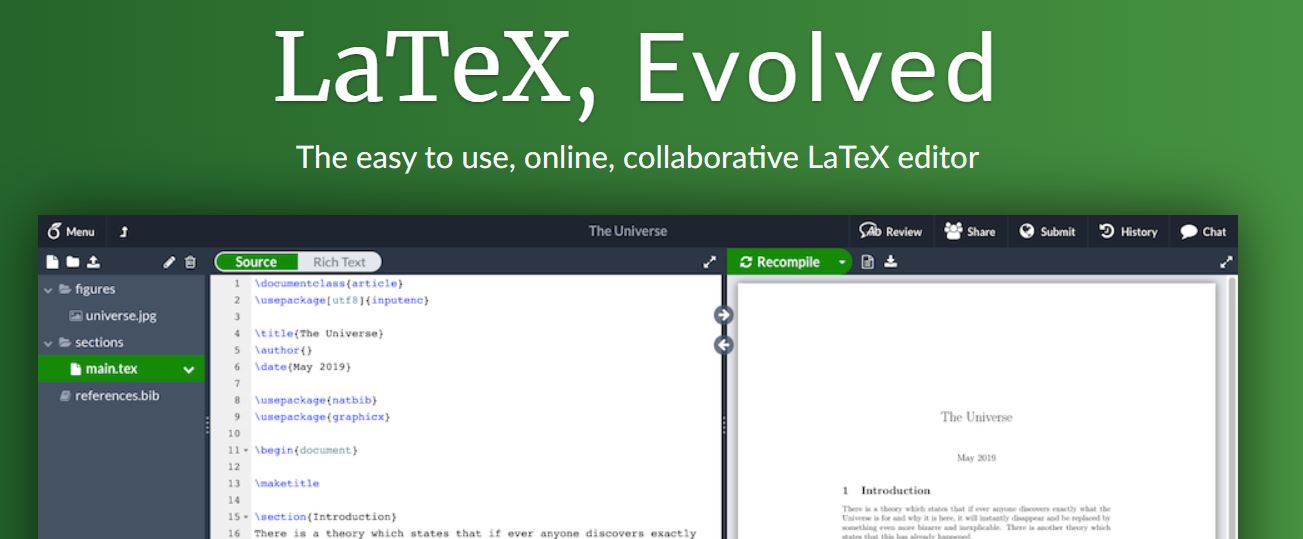 LaTeX, Evolved
The easy to use, online, collaborative LaTeX editor
Menu
The Universe
Review
Share
Submit
History
Chat
Source
Rich Text
Recompile
figures
universe.jpg
sections
main.tex
references.bib
1 \documentclass{article}
2 \usepackage[utf8]{inputenc}
3
4 \title{The Universe}
5 \author{}
6 \date{May 2019}
7
8 \usepackage{natbib}
9 \usepackage{graphicx}
10
11 \begin{document}
12
13 \maketitle
14
15 \section{Introduction}
16 There is a theory which states that if ever anyone discovers exactly
The Universe
May 2019
1 Introduction
There is a theory which states that if ever anyone discovers exactly what the
Universe is for and why it is here, it will instantly disappear and be replaced by
something even more bizarre and inexplicable. There is another theory which
states that this has already happened.